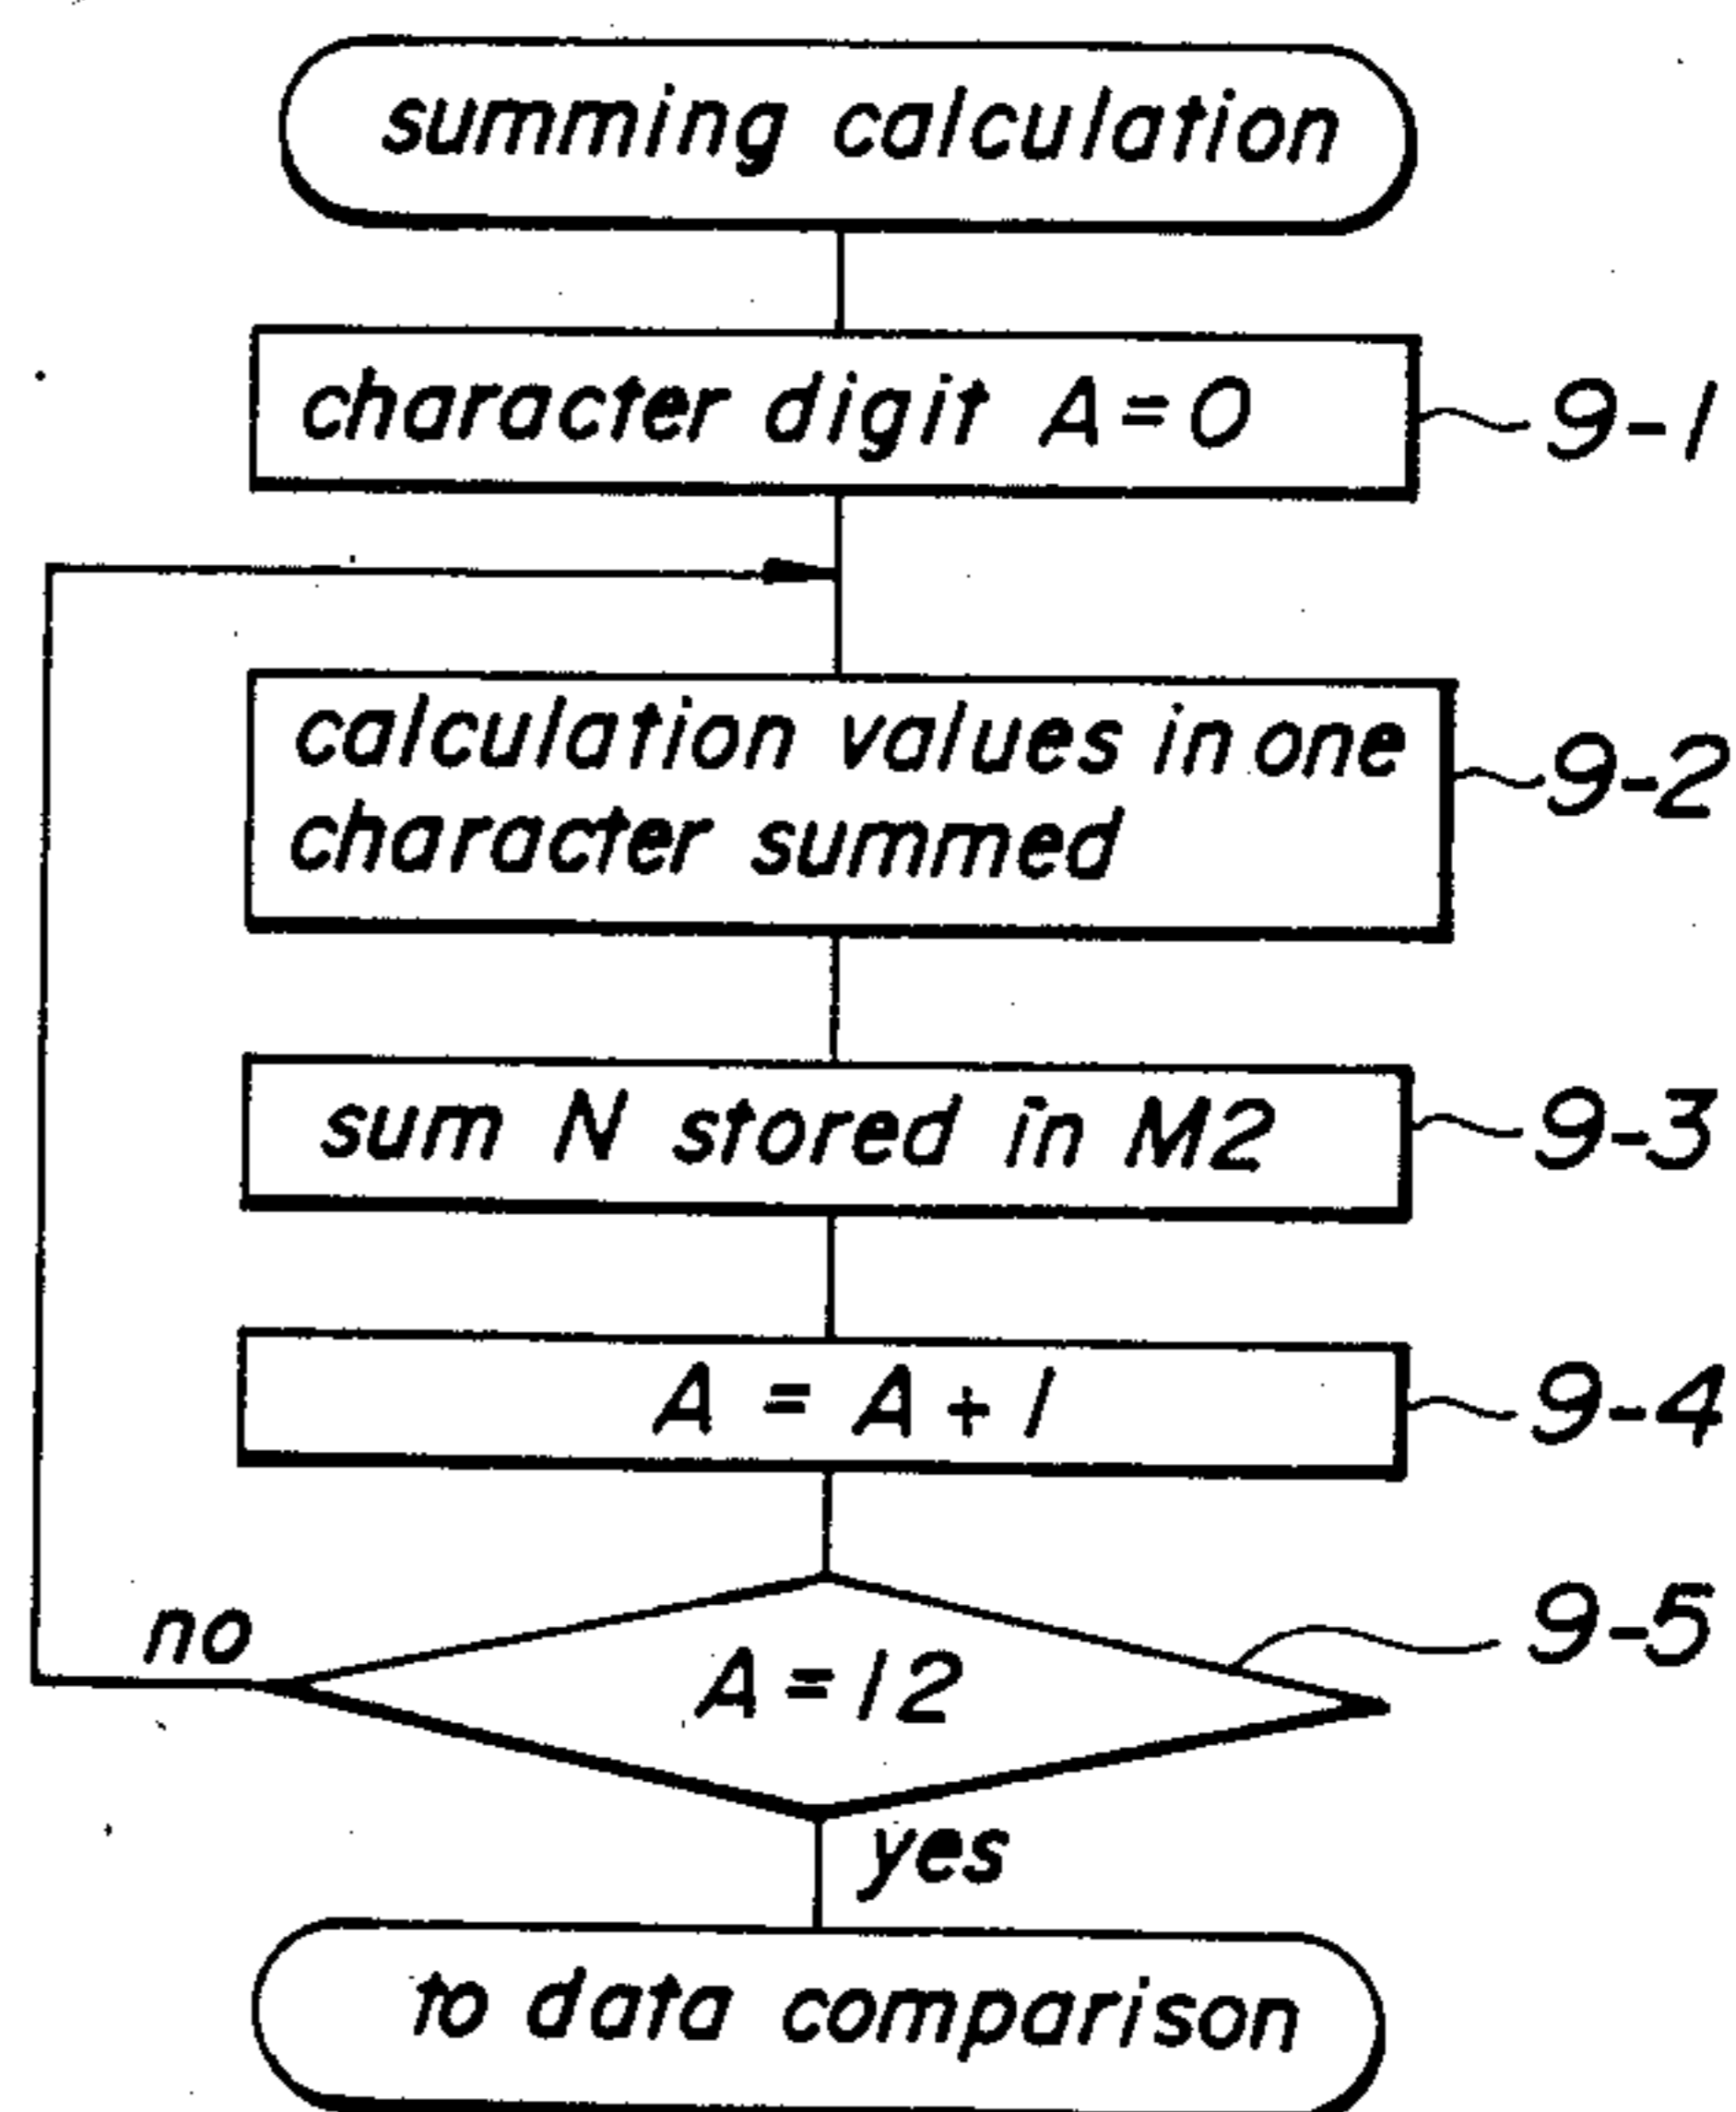 summing calculation
character digit A=0
9-1
calculation values in one
character summed
9-2
sum N stored in M2
9-3
A = A + 1
9-4
A=12
9-5
no
yes
to data comparison